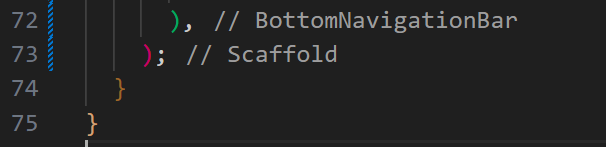 72 ), // BottomNavigationBar
73 ); // Scaffold
74 }
75 }